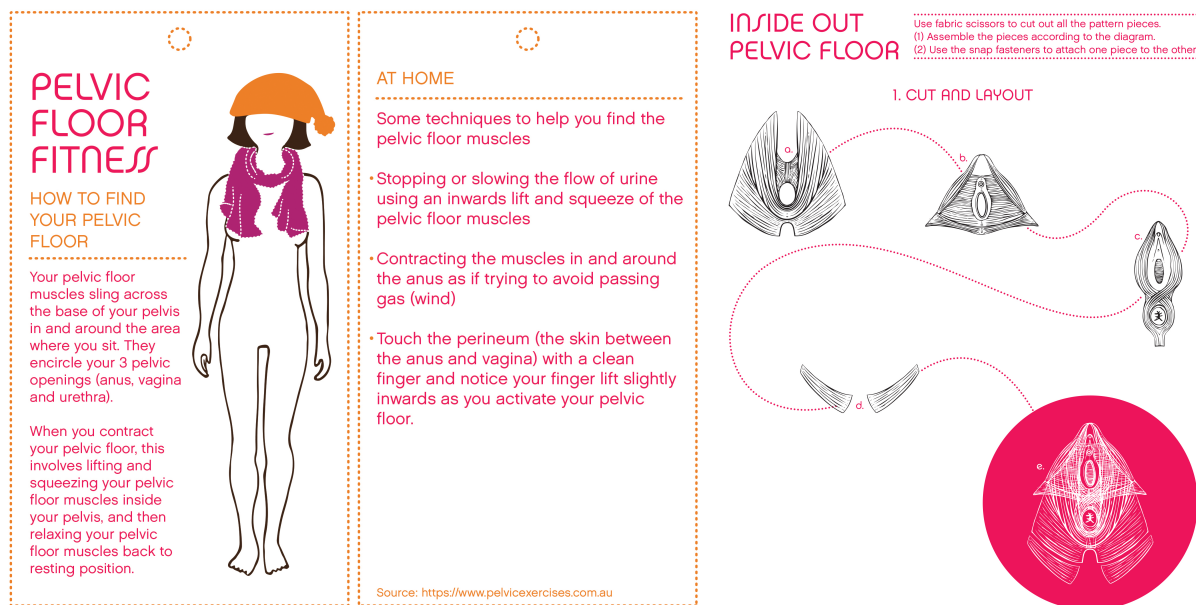 PELVIC
FLOOR
FITNESS
HOW TO FIND
YOUR PELVIC
FLOOR
Your pelvic floor
muscles sling across
the base of your pelvis
in and around the area
where you sit. They
encircle your 3 pelvic
openings (anus, vagina
and urethra).
When you contract
your pelvic floor, this
involves lifting and
squeezing your pelvic
floor muscles inside
your pelvis, and then
relaxing your pelvic
floor muscles back to
resting position.
AT HOME
Some techniques to help you find the
pelvic floor muscles
• Stopping or slowing the flow of urine
using an inwards lift and squeeze of the
pelvic floor muscles
• Contracting the muscles in and around
the anus as if trying to avoid passing
gas (wind)
• Touch the perineum (the skin between
the anus and vagina) with a clean
finger and notice your finger lift slightly
inwards as you activate your pelvic
floor.
Source: https://www.pelvicexercises.com.au
INSIDE OUT
PELVIC FLOOR
Use fabric scissors to cut out all the pattern pieces.
(1) Assemble the pieces according to the diagram.
(2) Use the snap fasteners to attach one piece to the other
1. CUT AND LAYOUT
a.
b.
c.
d.
e.